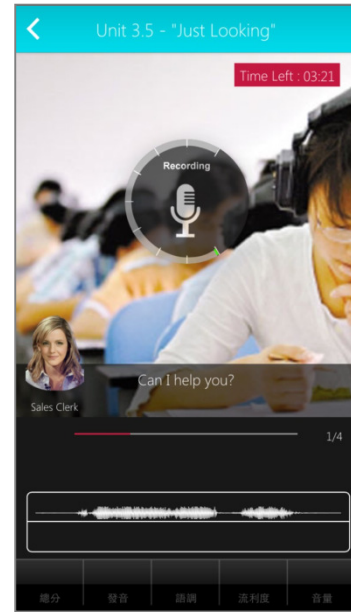 Unit 3.5 - "Just Looking"
Time Left : 03:21
Recording
Can I help you?
Sales Clerk
1/4
總分 發音 語調 流利度 音量